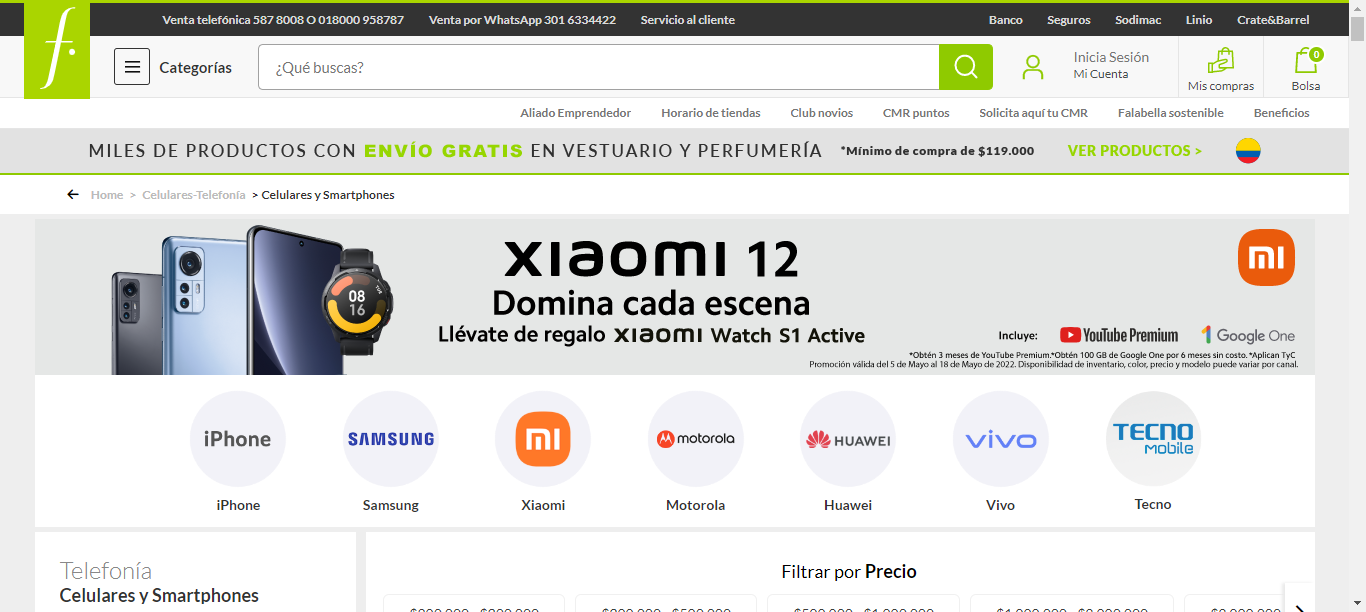 Venta telefónica 587 8008 O 018000 958787 Venta por WhatsApp 301 6334422 Servicio al cliente Banco Seguros Sodimac Linio Crate&Barrel
f.
Categorías ¿Qué buscas? Inicia Sesión
Mi Cuenta
Mis compras
0
Bolsa
Aliado Emprendedor Horario de tiendas Club novios CMR puntos Solicita aquí tu CMR Falabella sostenible Beneficios
MILES DE PRODUCTOS CON ENVÍO GRATIS EN VESTUARIO Y PERFUMERÍA *Mínimo de compra de $119.000 VER PRODUCTOS >
Home > Celulares-Telefonía > Celulares y Smartphones
XIAOMI 12
Domina cada escena
Llévate de regalo XIAOMI Watch S1 Active
08
16
mi
Incluye: YouTube Premium Google One
*Obtén 3 meses de YouTube Premium.*Obtén 100 GB de Google One por 6 meses sin costo. *Aplican TyC
Promoción válida del 5 de Mayo al 18 de Mayo de 2022. Disponibilidad de inventario, color, precio y modelo puede variar por canal.
iPhone SAMSUNG mi motorola HUAWEI vivo TECNO
mobile
iPhone Samsung Xiaomi Motorola Huawei Vivo Tecno
Telefonía
Celulares y Smartphones
Filtrar por Precio